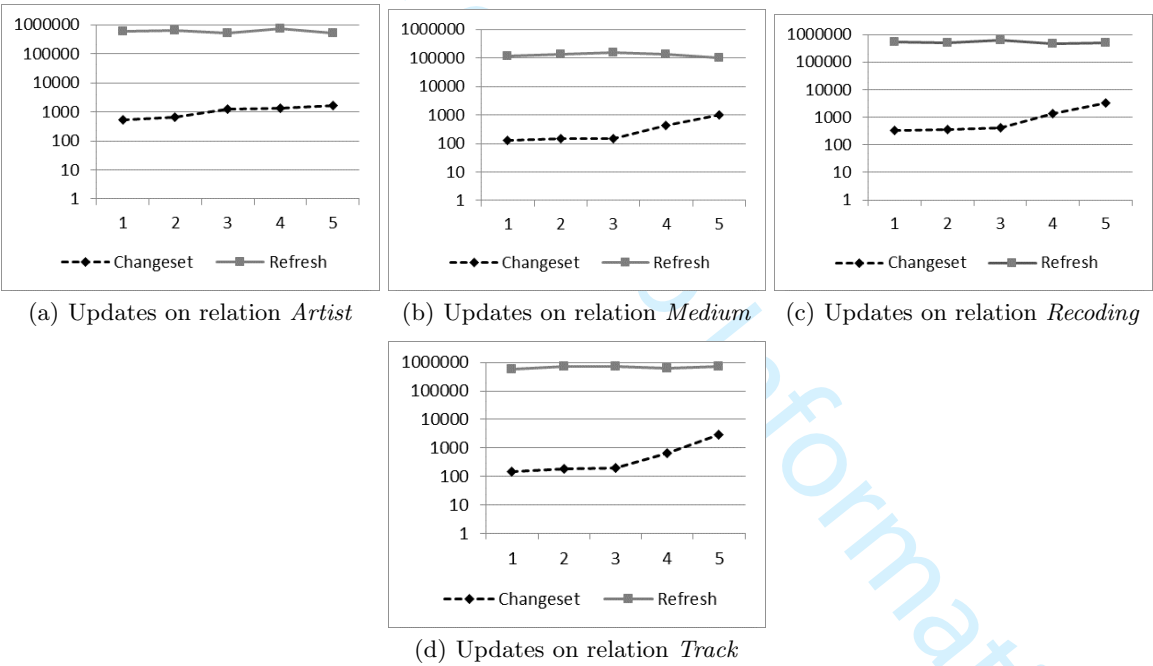 1000000
100000
10000
1000
100
10
1
1 2 3 4 5
Changeset Refresh
(a) Updates on relation Artist
1000000
100000
10000
1000
100
10
1
1 2 3 4 5
Changeset Refresh
(b) Updates on relation Medium
1000000
100000
10000
1000
100
10
1
1 2 3 4 5
Changeset Refresh
(c) Updates on relation Recoding
1000000
100000
10000
1000
100
10
1
1 2 3 4 5
Changeset Refresh
(d) Updates on relation Track